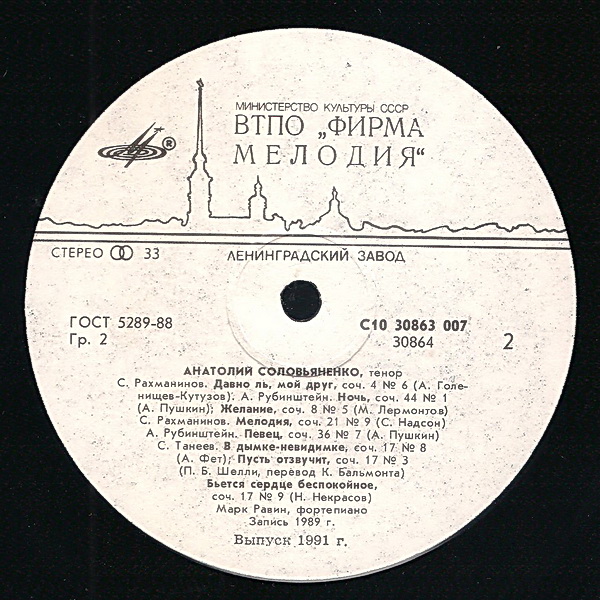 МИНИСТЕРСТВО КУЛЬТУРЫ СССР
ВТПО „ФИРМА
МЕЛОДИЯ“
®
СТЕРЕО 33
ЛЕНИНГРАДСКИЙ ЗАВОД
ГОСТ 5289-88
Гр. 2
С10 30863 007
30864
2
АНАТОЛИЙ СОЛОВЬЯНЕНКО, тенор
С. Рахманинов. Давно ль, мой друг, соч. 4 № 6 (А. Голе-
нищев-Кутузов). А. Рубинштейн. Ночь, соч. 44 № 1
(А. Пушкин); Желание, соч. 8 № 5 (М. Лермонтов)
С. Рахманинов. Мелодия, соч. 21 № 9 (С. Надсон)
А. Рубинштейн. Певец, соч. 36 № 7 (А. Пушкин)
С. Танеев. В дымке-невидимке, соч. 17 № 8
(А. Фет); Пусть отзвучит, соч. 17 № 3
(П. Б. Шелли, перевод К. Бальмонта)
Бьется сердце беспокойное,
соч. 17 № 9 (Н. Некрасов)
Марк Равин, фортепиано
Запись 1989 г.
Выпуск 1991 г.